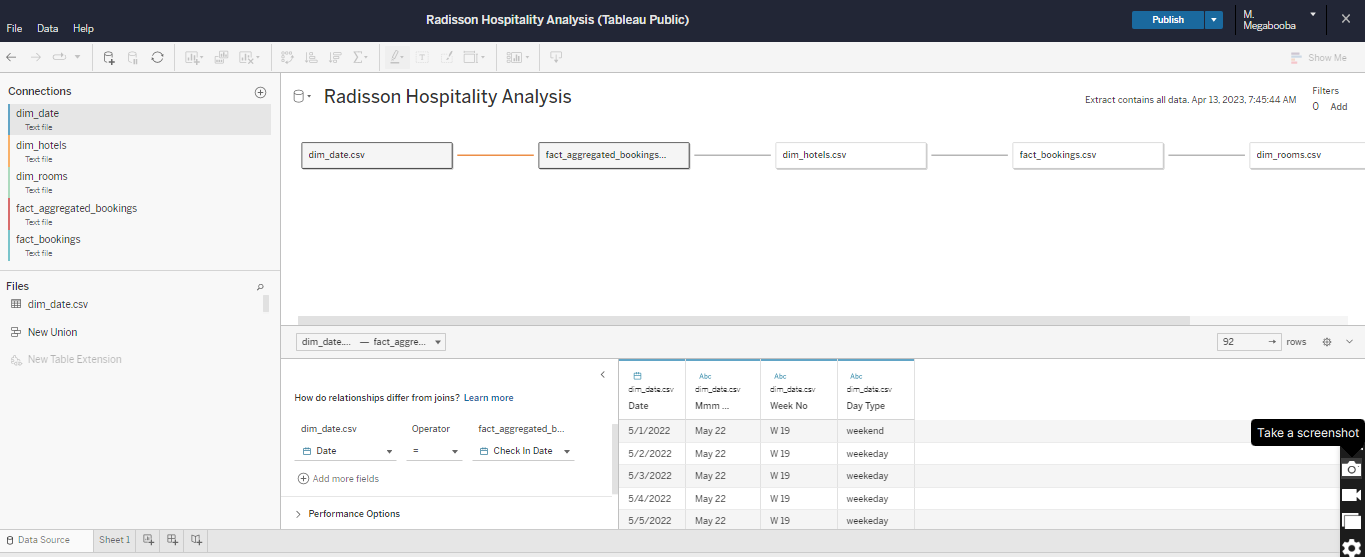 Radisson Hospitality Analysis (Tableau Public)
File Data Help
Publish
M.
Megabooba
Show Me
Connections
dim_date
Text file
dim_hotels
Text file
dim_rooms
Text file
fact_aggregated_bookings
Text file
fact_bookings
Text file
Files
dim_date.csv
New Union
New Table Extension
Radisson Hospitality Analysis
Extract contains all data. Apr 13, 2023, 7:45:44 AM
Filters
0 Add
dim_date.csv
fact_aggregated_bookings...
dim_hotels.csv
fact_bookings.csv
dim_rooms.csv
dim_date.... — fact_aggre...
92 rows
How do relationships differ from joins? Learn more
dim_date.csv Operator fact_aggregated_b...
Date = Check In Date
Add more fields
Performance Options
Abc Abc Abc
dim_date.csv dim_date.csv dim_date.csv dim_date.csv
Date Mmm ... Week No Day Type
5/1/2022 May 22 W 19 weekend
5/2/2022 May 22 W 19 weekeday
5/3/2022 May 22 W 19 weekeday
5/4/2022 May 22 W 19 weekeday
5/5/2022 May 22 W 19 weekeday
Take a screenshot
Data Source Sheet 1